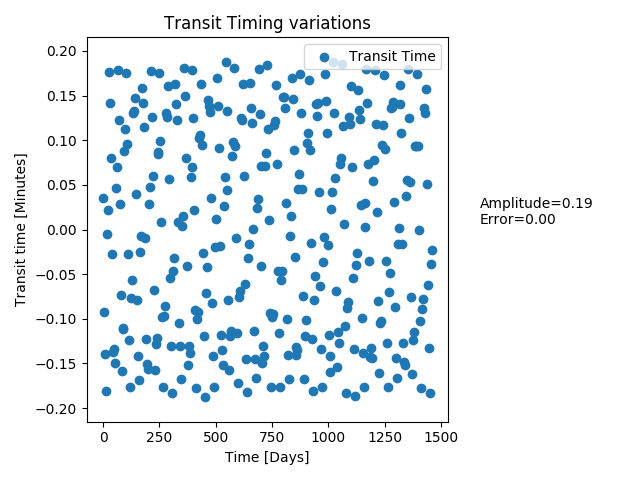 Transit Timing variations
Transit Time
0.20
0.15
0.10
0.05
0.00
−0.05
−0.10
−0.15
−0.20
Transit time [Minutes]
0 250 500 750 1000 1250 1500
Time [Days]
Amplitude=0.19
Error=0.00